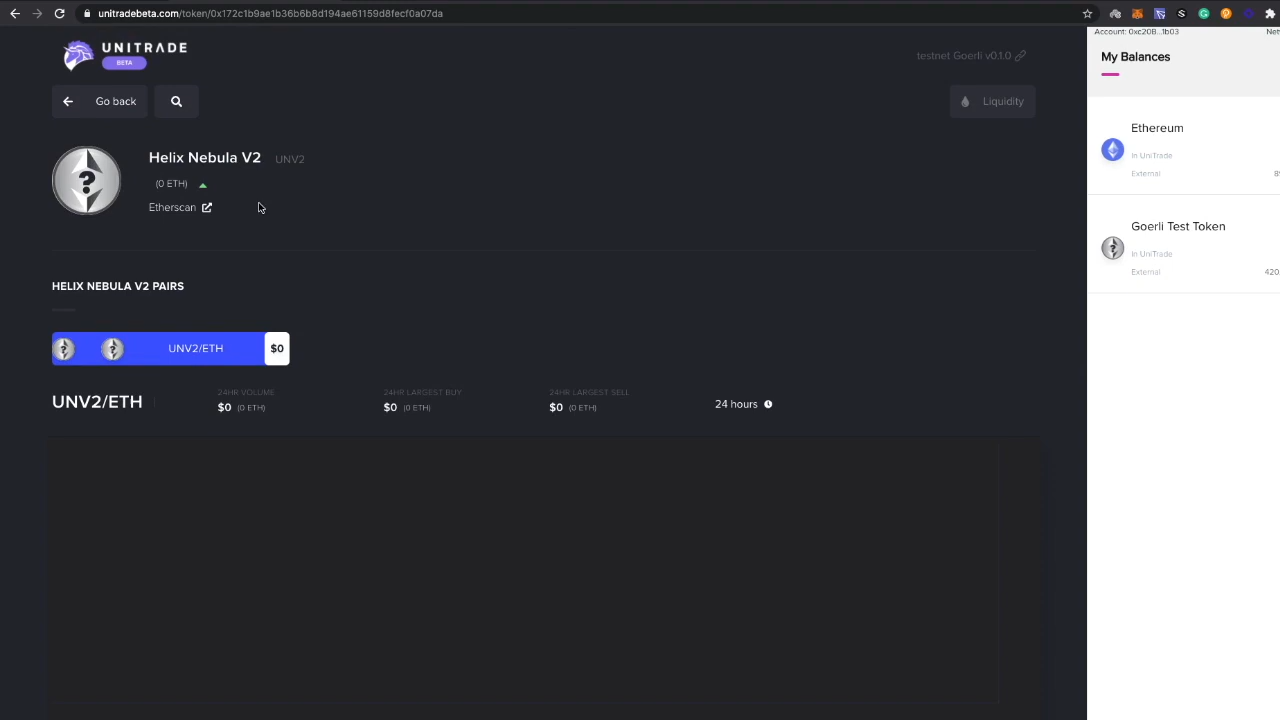 unitradebeta.com/token/0x172c1b9ae1b36b6b8d194ae61159d8fecf0a07da
UNITRADE
BETA
testnet Goerli v0.1.0
Account: 0xc20B...1b03
Net
My Balances
Go back
Liquidity
Helix Nebula V2 UNV2
(0 ETH)
Etherscan
Ethereum
In UniTrade
External 89
Goerli Test Token
In UniTrade
External 420.
HELIX NEBULA V2 PAIRS
UNV2/ETH $0
UNV2/ETH
24HR VOLUME
$0 (0 ETH)
24HR LARGEST BUY
$0 (0 ETH)
24HR LARGEST SELL
$0 (0 ETH)
24 hours